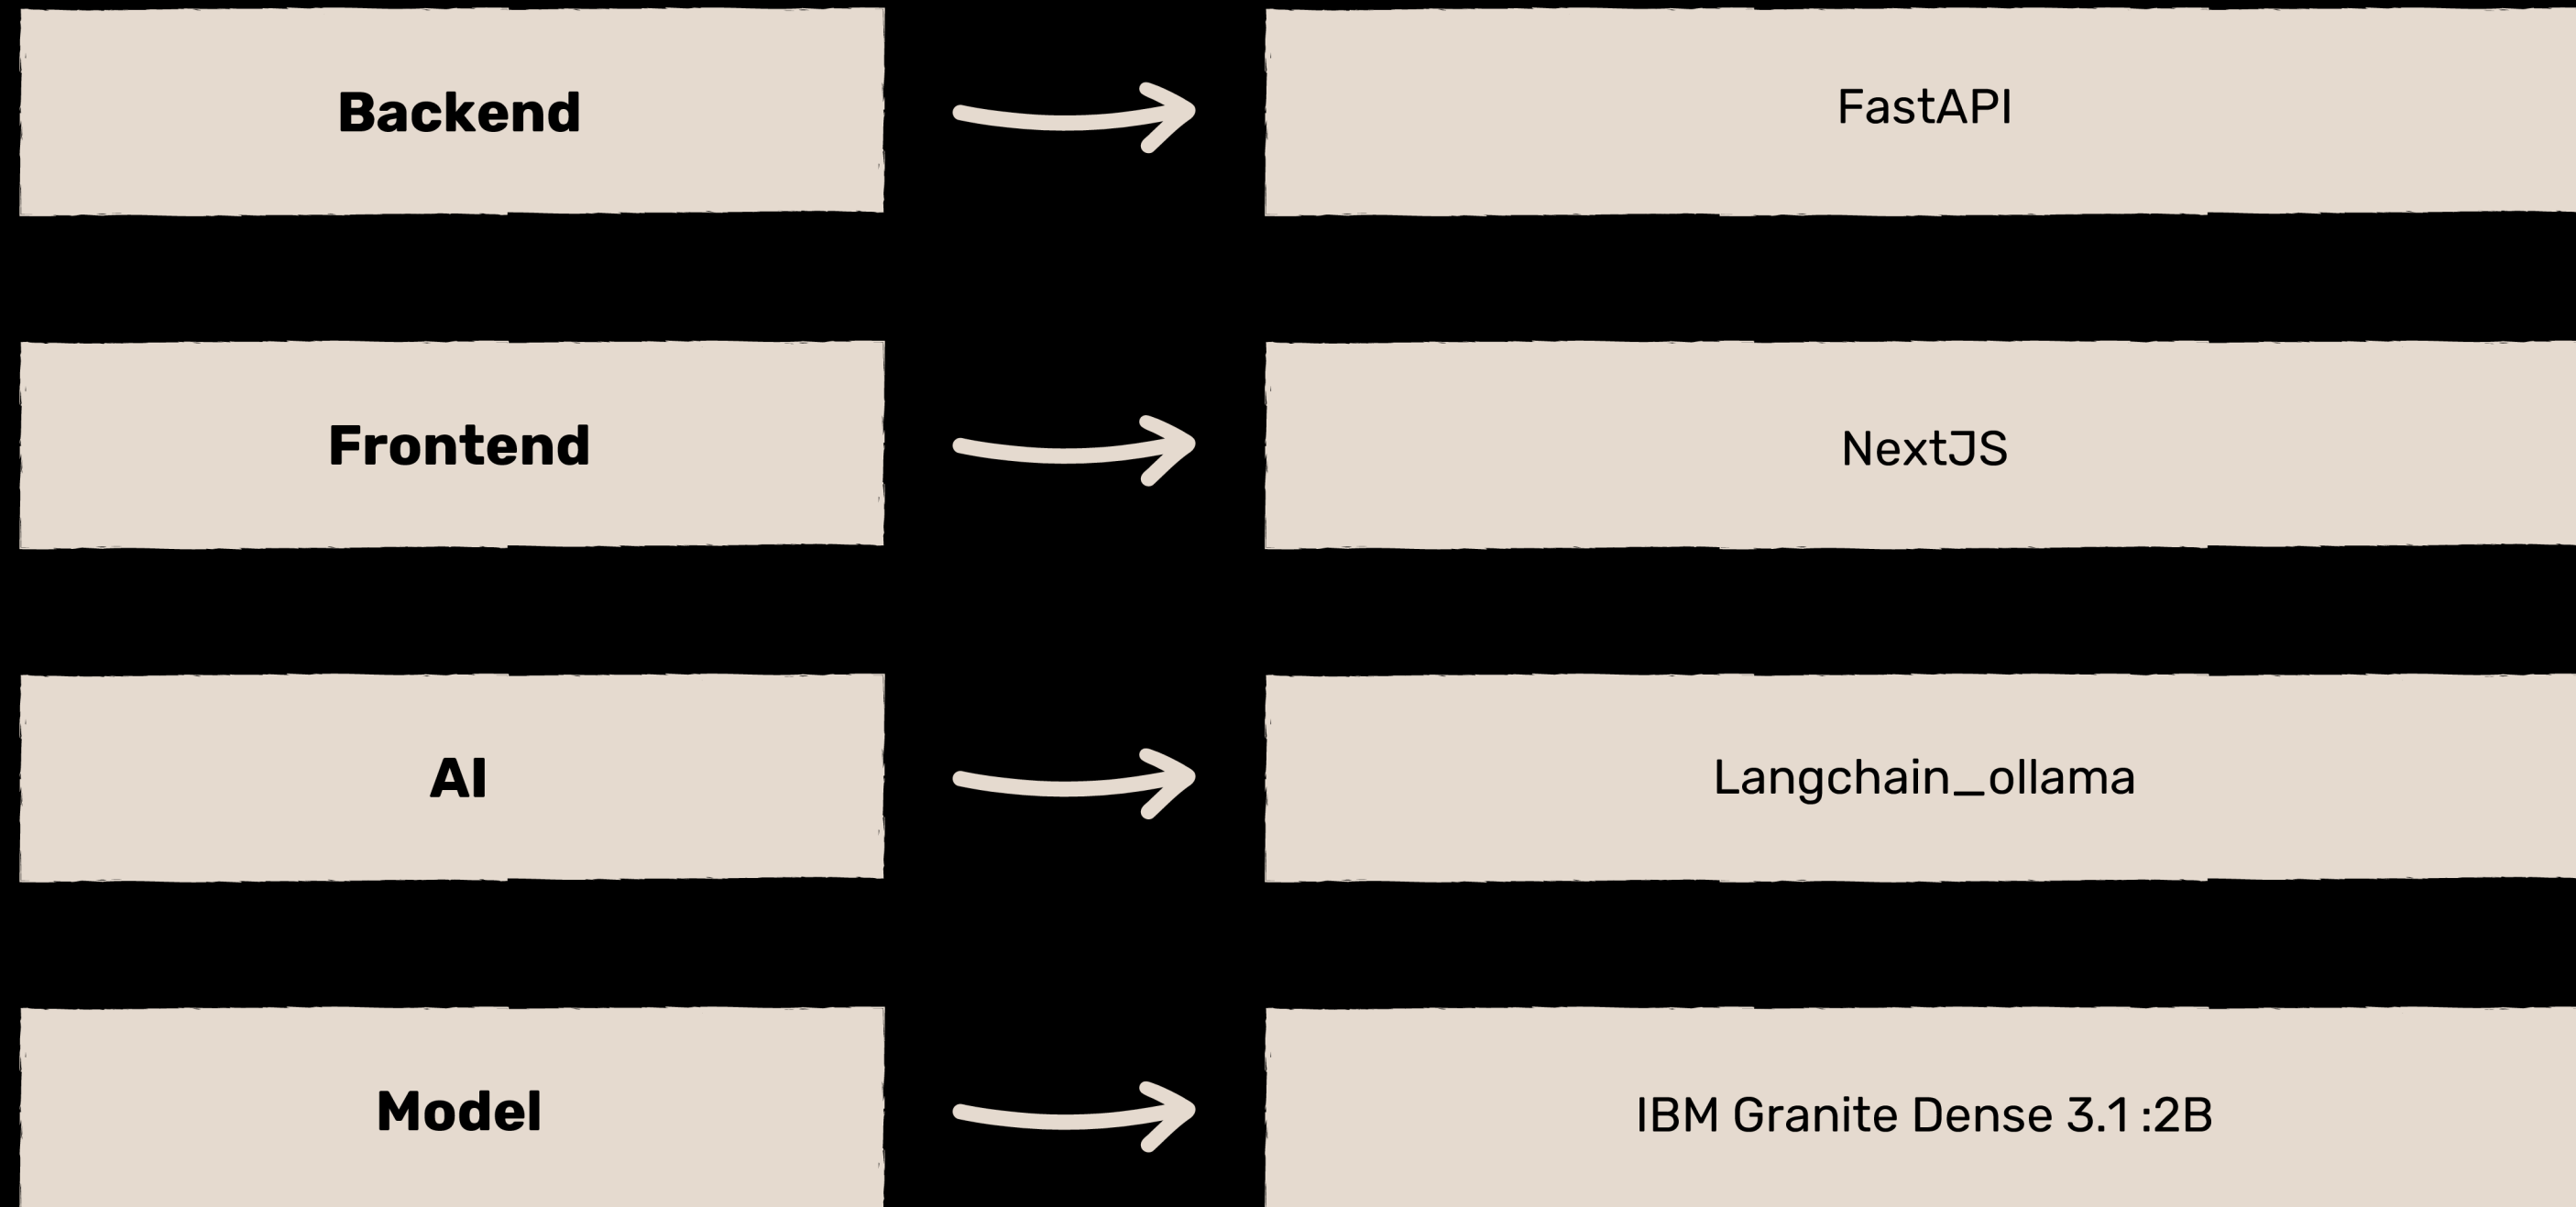 Backend
FastAPI
Frontend
NextJS
AI
Langchain_ollama
Model
IBM Granite Dense 3.1 :2B